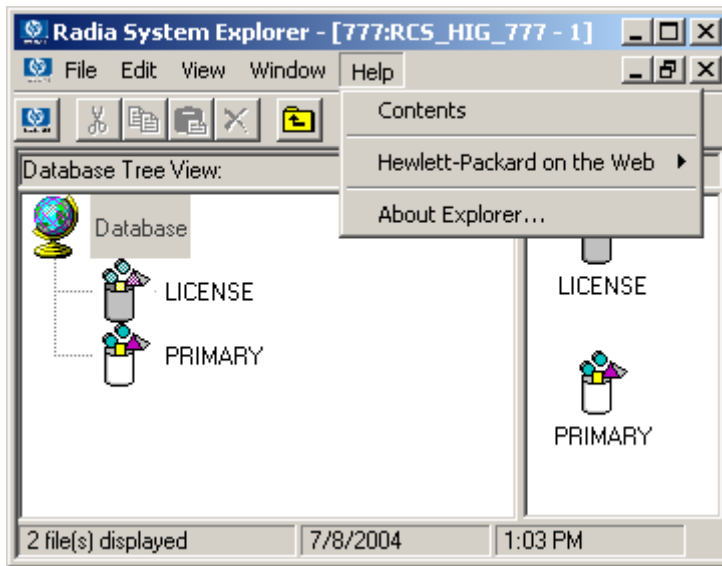 Radia System Explorer - [777:RCS_HIG_777 - 1]
File Edit View Window Help
Contents
Hewlett-Packard on the Web
About Explorer...
Database Tree View:
Database
LICENSE
PRIMARY
LICENSE
PRIMARY
2 file(s) displayed 7/8/2004 1:03 PM